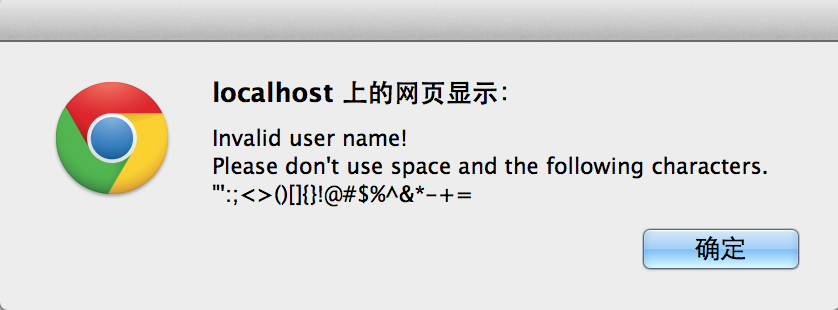 localhost 上的网页显示：
Invalid user name!
Please don't use space and the following characters.
"':;<>()[]{}!@#$%^&*-+=
确定